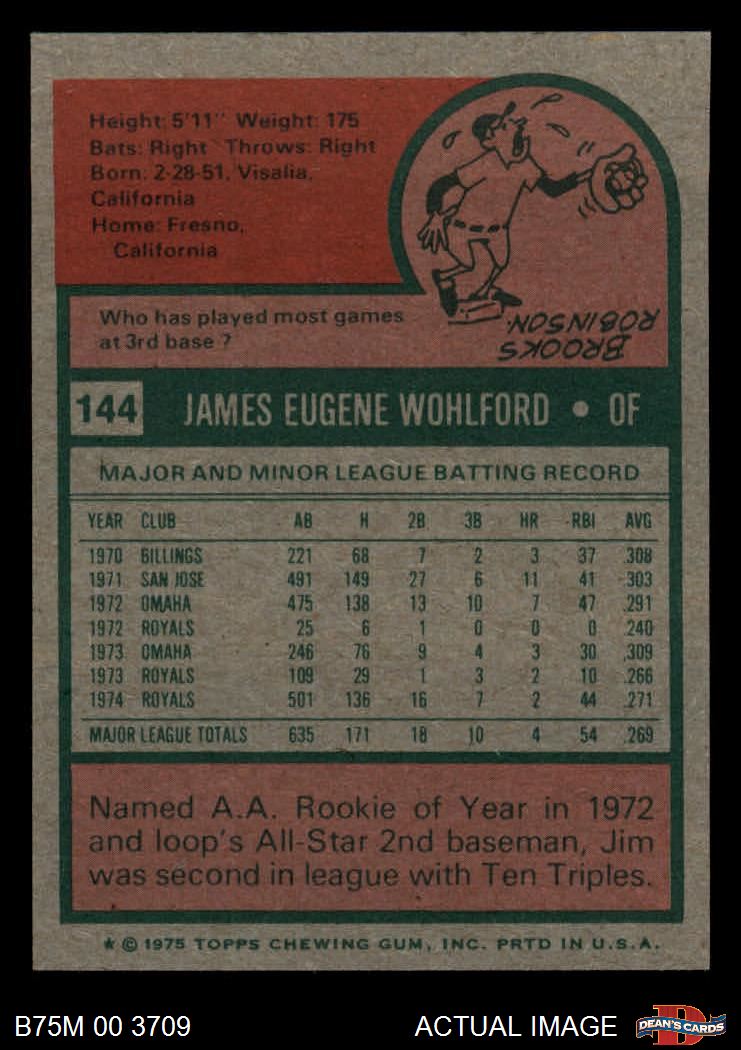 Height: 5'11" Weight: 175
Bats: Right Throws: Right
Born: 2-28-51, Visalia,
California
Home: Fresno,
California
Who has played most games
at 3rd base ?
BROOKS
ROBINSON.
144 JAMES EUGENE WOHLFORD • OF
MAJOR AND MINOR LEAGUE BATTING RECORD
YEAR CLUB AB H 2B 3B HR RBI AVG
1970 BILLINGS 221 68 7 2 3 37 .308
1971 SAN JOSE 491 149 27 6 11 41 .303
1972 OMAHA 475 138 13 10 7 47 .291
1972 ROYALS 25 6 1 0 0 0 .240
1973 OMAHA 246 76 9 4 3 30 .309
1973 ROYALS 109 29 1 3 2 10 .266
1974 ROYALS 501 136 16 7 2 44 .271
MAJOR LEAGUE TOTALS 635 171 18 10 4 54 .269
Named A.A. Rookie of Year in 1972
and loop's All-Star 2nd baseman, Jim
was second in league with Ten Triples.
★ © 1975 TOPPS CHEWING GUM, INC. PRTD IN U.S.A.
B75M 00 3709 ACTUAL IMAGE D DEAN'S CARDS